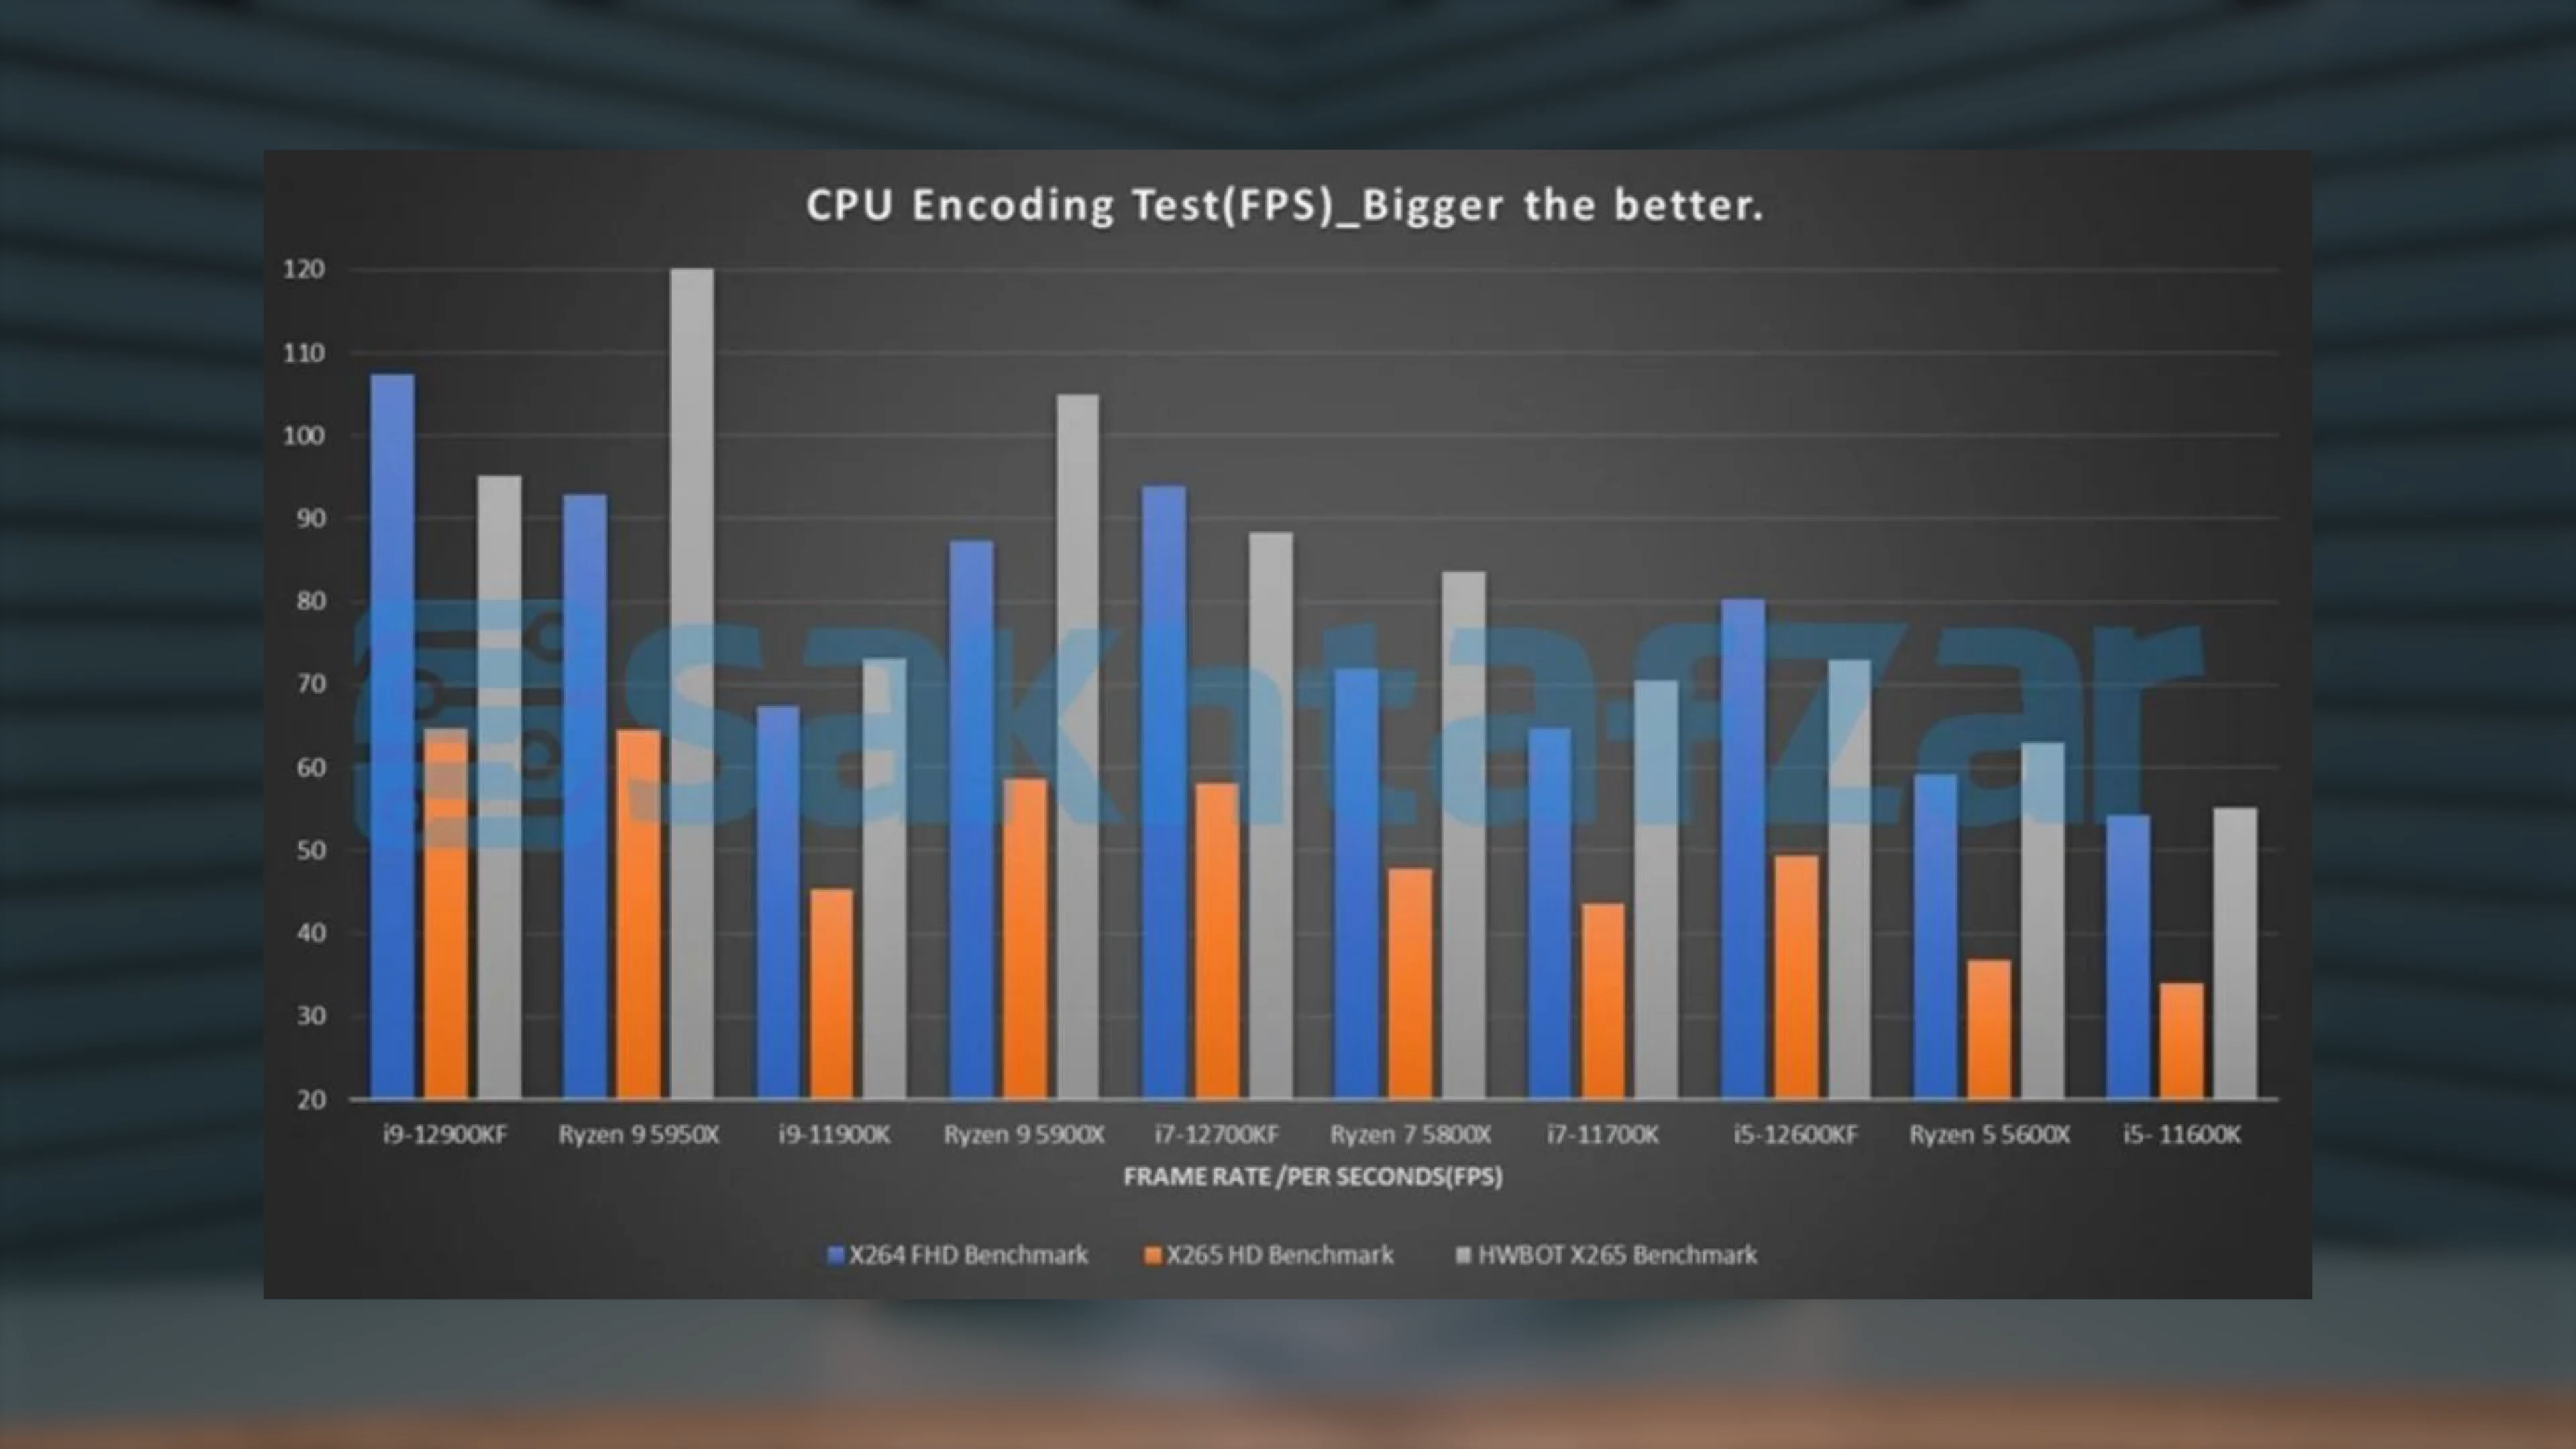 CPU Encoding Test(FPS)_Bigger the better.
120
110
100
90
80
70
60
50
40
30
20
sakhtafzar
i9-12900KF Ryzen 9 5950X i9-11900K Ryzen 9 5900X i7-12700KF Ryzen 7 5800X i7-11700K i5-12600KF Ryzen 5 5600X i5- 11600K
FRAME RATE /PER SECONDS(FPS)
X264 FHD Benchmark X265 HD Benchmark HWBOT X265 Benchmark